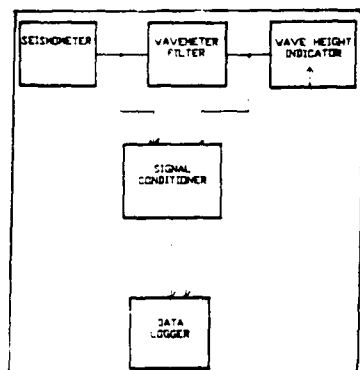 SEISMOMETER
WAVEMETER
FILTER
WAVE HEIGHT
INDICATOR
SIGNAL
CONDITIONER
DATA
LOGGER